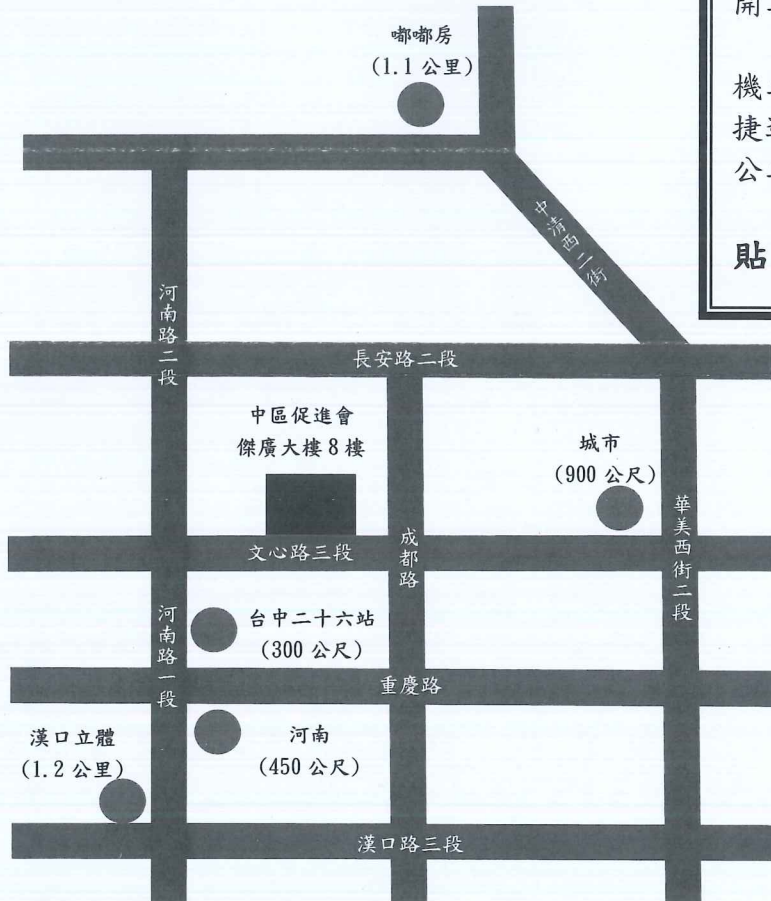 嘟嘟房
(1.1 公里)
開
機
捷
公
貼
中清西二街
河南路二段
長安路二段
中區促進會
傑廣大樓 8 樓
城市
(900 公尺)
文心路三段
成都路
華美西街二段
河南路一段
台中二十六站
(300 公尺)
重慶路
漢口立體
(1.2 公里)
河南
(450 公尺)
漢口路三段